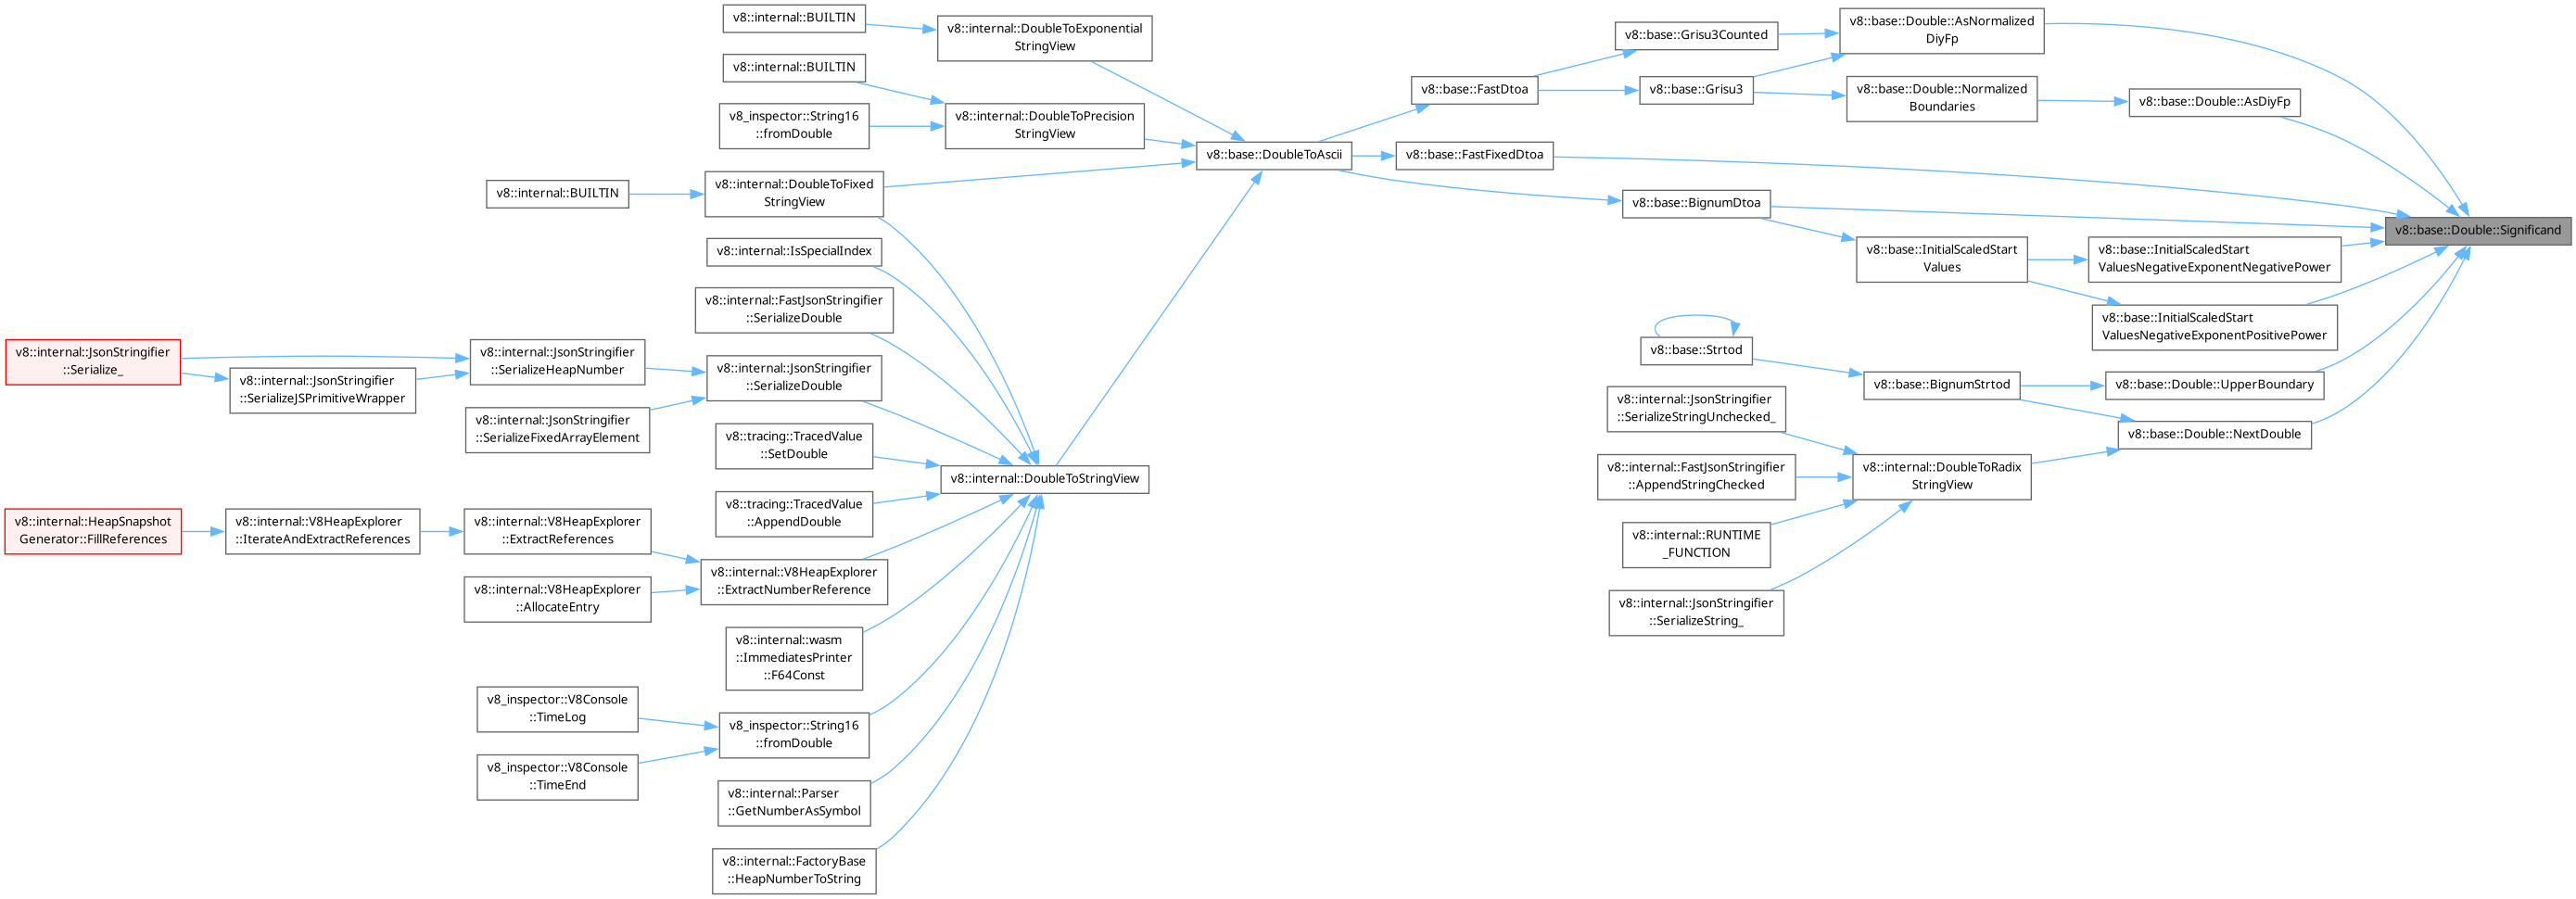 v8::internal::BUILTIN
v8::internal::DoubleToExponential
StringView
v8::internal::BUILTIN
v8_inspector::String16
::fromDouble
v8::internal::DoubleToPrecision
StringView
v8::internal::BUILTIN
v8::internal::DoubleToFixed
StringView
v8::internal::IsSpecialIndex
v8::internal::FastJsonStringifier
::SerializeDouble
v8::internal::JsonStringifier
::Serialize_
v8::internal::JsonStringifier
::SerializeJSPrimitiveWrapper
v8::internal::JsonStringifier
::SerializeHeapNumber
v8::internal::JsonStringifier
::SerializeFixedArrayElement
v8::internal::JsonStringifier
::SerializeDouble
v8::tracing::TracedValue
::SetDouble
v8::tracing::TracedValue
::AppendDouble
v8::internal::HeapSnapshot
Generator::FillReferences
v8::internal::V8HeapExplorer
::IterateAndExtractReferences
v8::internal::V8HeapExplorer
::ExtractReferences
v8::internal::V8HeapExplorer
::AllocateEntry
v8::internal::V8HeapExplorer
::ExtractNumberReference
v8::internal::wasm
::ImmediatesPrinter
::F64Const
v8_inspector::V8Console
::TimeLog
v8_inspector::V8Console
::TimeEnd
v8_inspector::String16
::fromDouble
v8::internal::Parser
::GetNumberAsSymbol
v8::internal::FactoryBase
::HeapNumberToString
v8::internal::DoubleToStringView
v8::base::DoubleToAscii
v8::base::FastDtoa
v8::base::FastFixedDtoa
v8::base::Grisu3Counted
v8::base::Grisu3
v8::base::BignumDtoa
v8::base::Double::AsNormalized
DiyFp
v8::base::Double::Normalized
Boundaries
v8::base::Double::AsDiyFp
v8::base::Double::Significand
v8::base::InitialScaledStart
Values
v8::base::InitialScaledStart
ValuesNegativeExponentNegativePower
v8::base::InitialScaledStart
ValuesNegativeExponentPositivePower
v8::base::Strtod
v8::base::BignumStrtod
v8::base::Double::UpperBoundary
v8::base::Double::NextDouble
v8::internal::JsonStringifier
::SerializeStringUnchecked_
v8::internal::FastJsonStringifier
::AppendStringChecked
v8::internal::RUNTIME
_FUNCTION
v8::internal::JsonStringifier
::SerializeString_
v8::internal::DoubleToRadix
StringView